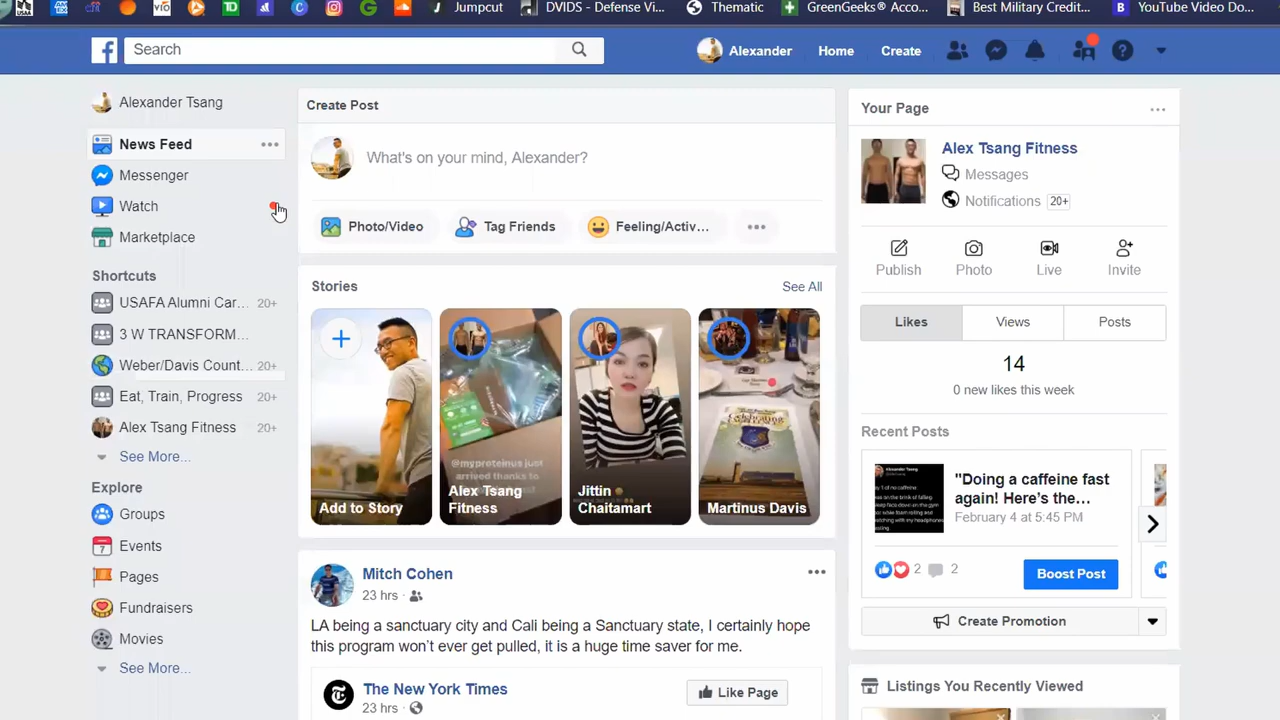 Jumpcut
DVIDS - Defense Vi...
Thematic
GreenGeeks® Acco...
Best Military Credit...
YouTube Video Do...
Search
Alexander
Home
Create
Alexander Tsang
News Feed
Messenger
Watch
Marketplace
Shortcuts
USAFA Alumni Car... 20+
3 W TRANSFORM...
Weber/Davis Count... 20+
Eat, Train, Progress 20+
Alex Tsang Fitness 20+
See More...
Explore
Groups
Events
Pages
Fundraisers
Movies
See More...
Create Post
What's on your mind, Alexander?
Photo/Video
Tag Friends
Feeling/Activ...
Stories
See All
Add to Story
@myproteinus just
arrived thanks to
Alex Tsang
Fitness
Jittin
Chaitamart
Martinus Davis
Mitch Cohen
23 hrs
LA being a sanctuary city and Cali being a Sanctuary state, I certainly hope
this program won't ever get pulled, it is a huge time saver for me.
The New York Times
23 hrs
Like Page
Your Page
Alex Tsang Fitness
Messages
Notifications 20+
Publish
Photo
Live
Invite
Likes
Views
Posts
14
0 new likes this week
Recent Posts
"Doing a caffeine fast
again! Here's the...
February 4 at 5:45 PM
2
2
Boost Post
Create Promotion
Listings You Recently Viewed